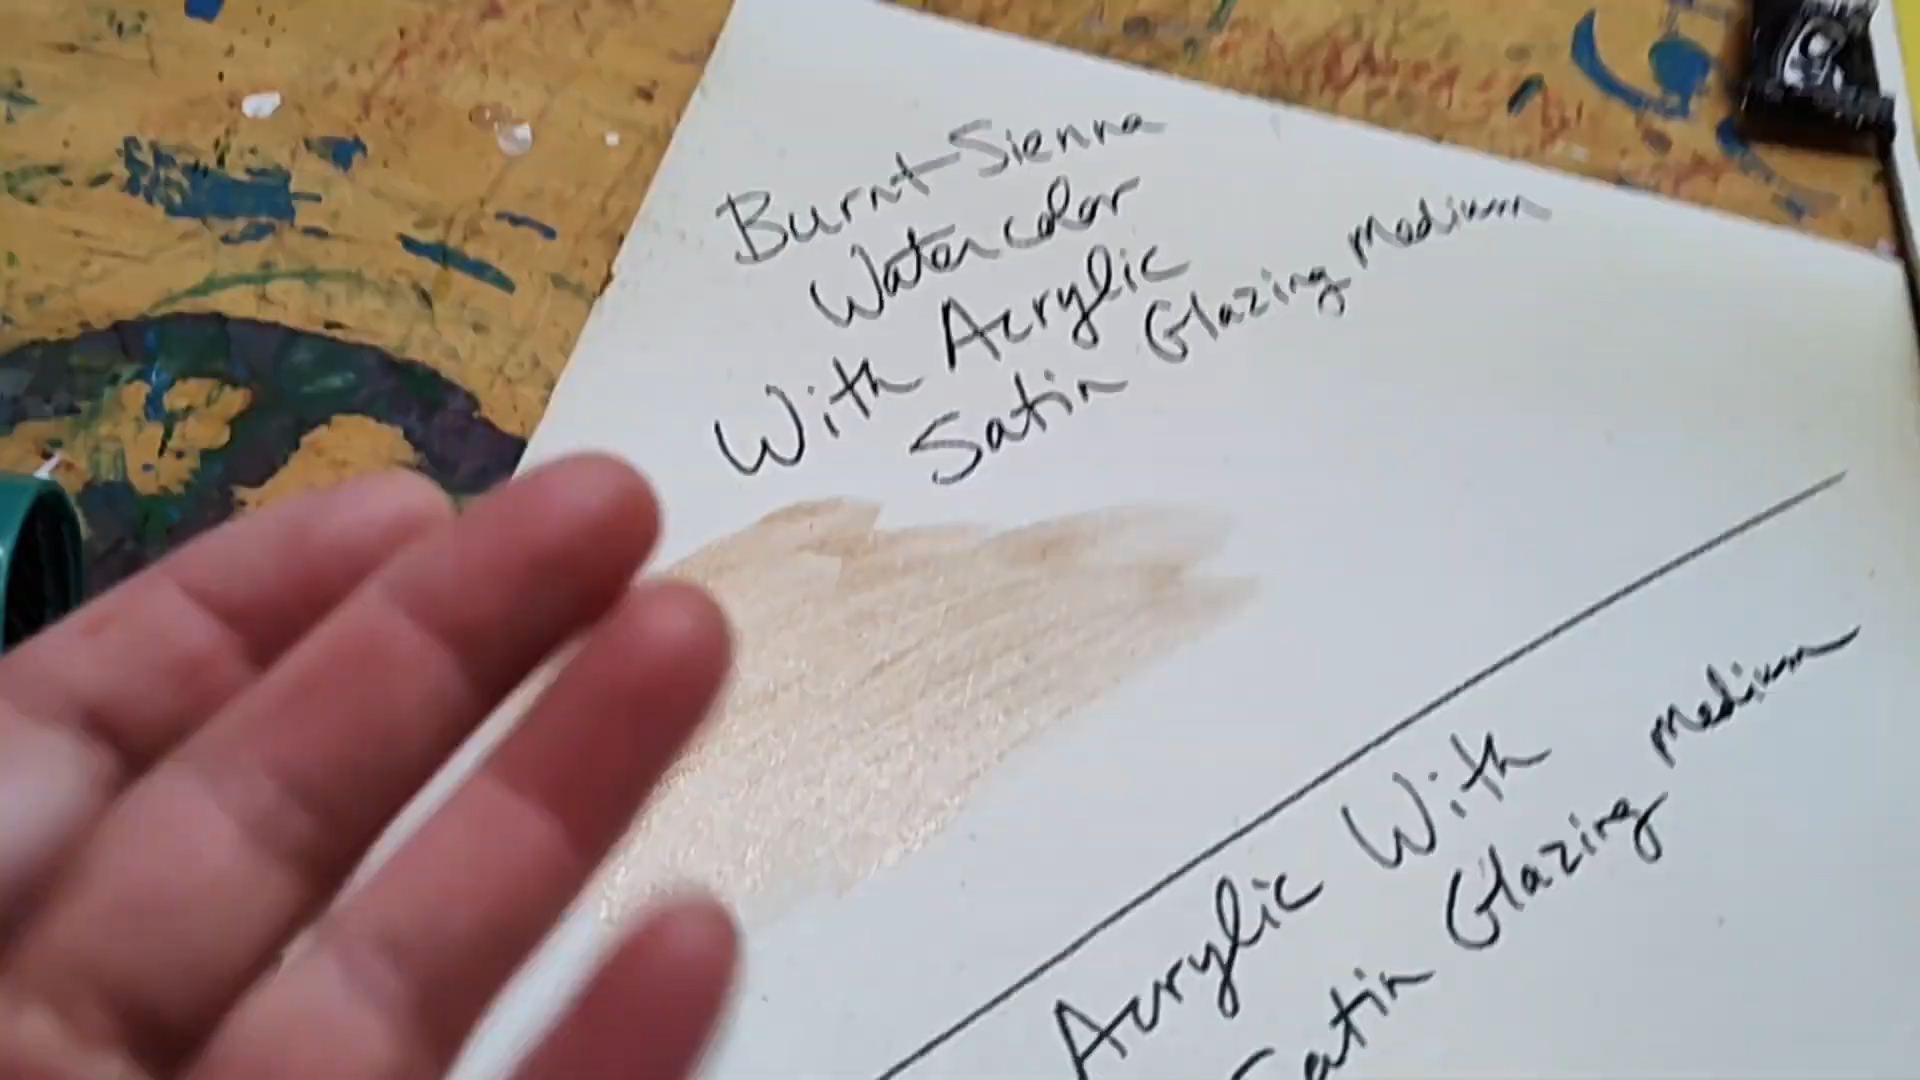 Burnt Sienna
Watercolor
With Acrylic
Satin Glazing Medium
Acrylic With
Satin Glazing Medium